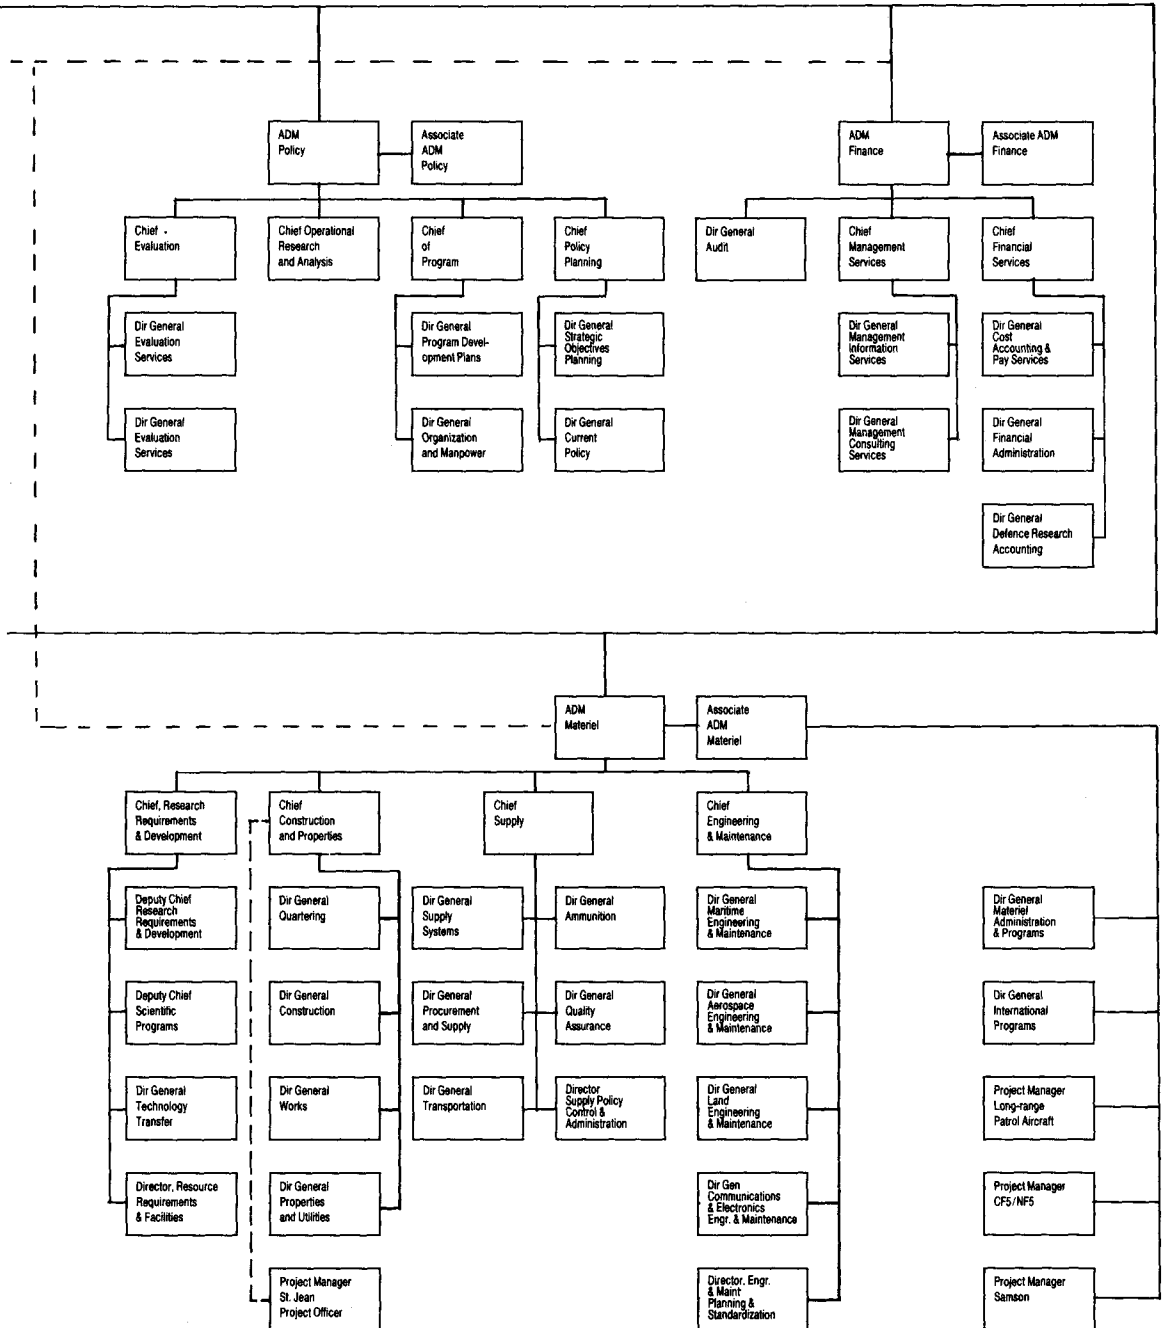 ADM
Policy
Associate
ADM
Policy
ADM
Finance
Associate ADM
Finance
Chief
Evaluation
Chief Operational
Research
and Analysis
Chief
of
Program
Chief
Policy
Planning
Dir General
Audit
Chief
Management
Services
Chief
Financial
Services
Dir General
Evaluation
Services
Dir General
Program Devel-
opment Plans
Dir General
Strategic
Objectives
Planning
Dir General
Management
Information
Services
Dir General
Cost
Accounting &
Pay Services
Dir General
Evaluation
Services
Dir General
Organization
and Manpower
Dir General
Current
Policy
Dir General
Management
Consulting
Services
Dir General
Financial
Administration
Dir General
Defence Research
Accounting
ADM
Materiel
Associate
ADM
Materiel
Chief, Research
Requirements
& Development
Chief
Construction
and Properties
Chief
Supply
Chief
Engineering
& Maintenance
Deputy Chief
Research
Requirements
& Development
Dir General
Quartering
Dir General
Supply
Systems
Dir General
Ammunition
Dir General
Maritime
Engineering
& Maintenance
Dir General
Materiel
Administration
& Programs
Deputy Chief
Scientific
Programs
Dir General
Construction
Dir General
Procurement
and Supply
Dir General
Quality
Assurance
Dir General
Aerospace
Engineering
& Maintenance
Dir General
International
Programs
Dir General
Technology
Transfer
Dir General
Works
Dir General
Transportation
Director
Supply Policy
Control &
Administration
Dir General
Land
Engineering
& Maintenance
Project Manager
Long-range
Patrol Aircraft
Director, Resource
Requirements
& Facilities
Dir General
Properties
and Utilities
Dir Gen
Communications
& Electronics
Engr. & Maintenance
Project Manager
CF5/NF5
Project Manager
St. Jean
Project Officer
Director, Engr.
& Maint
Planning &
Standardization
Project Manager
Samson